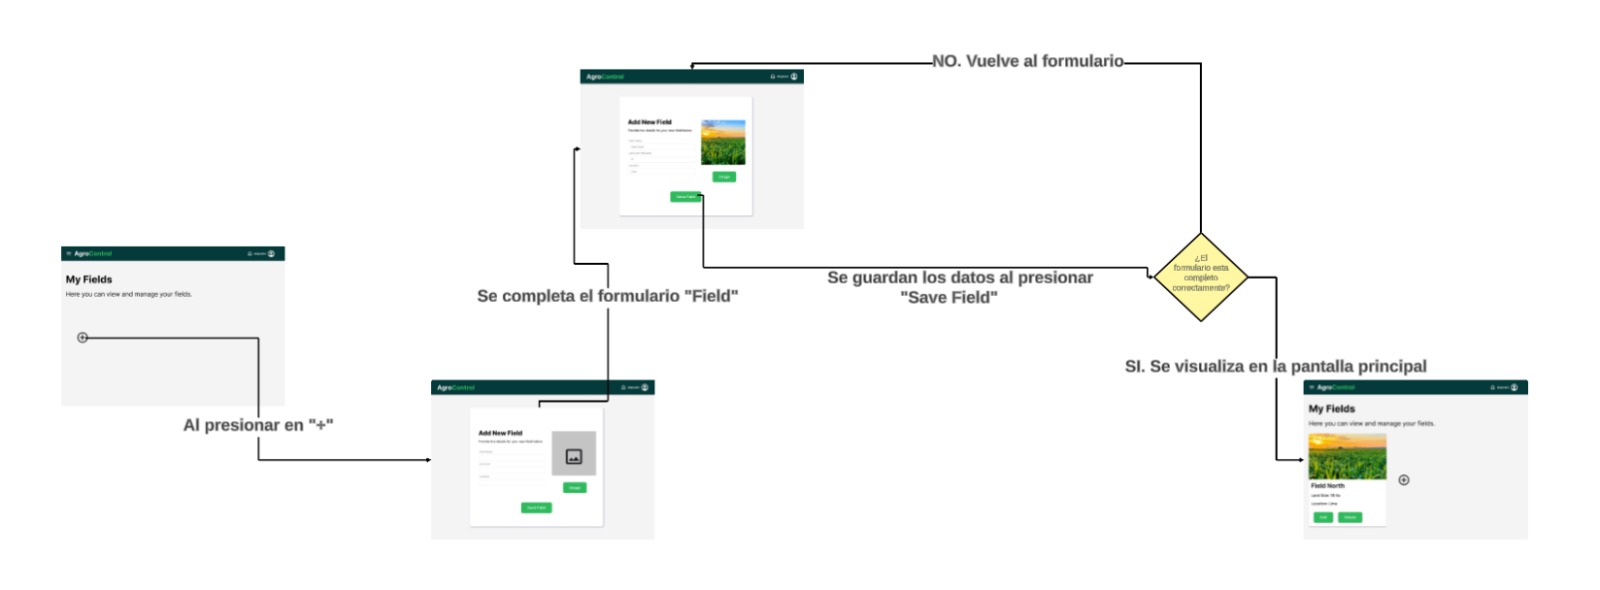 NO. Vuelve al formulario
AgroControl
Add New Field
Save Field
AgroControl
My Fields
Here you can view and manage your fields.
¿El
formulario esta
completo
correctamente?
Se guardan los datos al presionar
"Save Field"
Se completa el formulario "Field"
SI. Se visualiza en la pantalla principal
Al presionar en "+"
AgroControl
Add New Field
Save Field
AgroControl
My Fields
Here you can view and manage your fields.
Field North